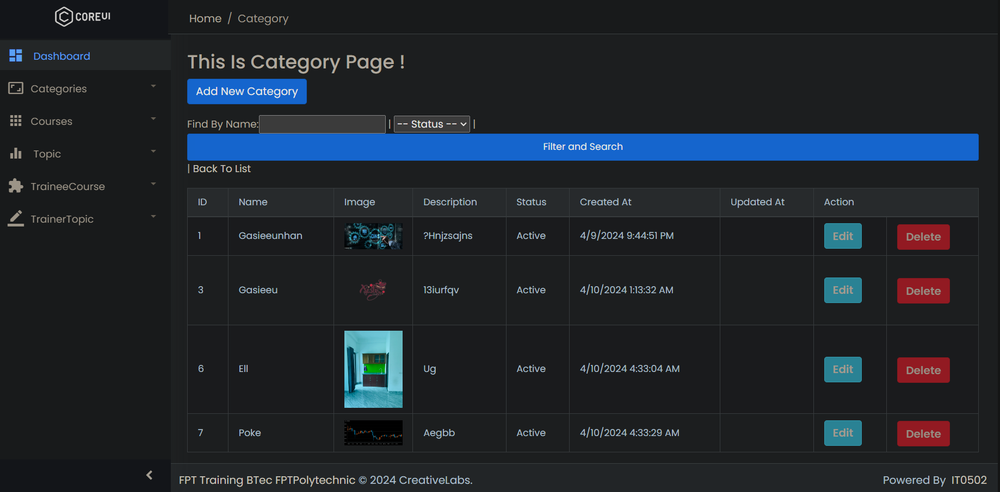 COREUI
Home / Category
Dashboard
Categories
Courses
Topic
TraineeCourse
TrainerTopic
This Is Category Page !
Add New Category
Find By Name: | -- Status -- |
Filter and Search
| Back To List
ID Name Image Description Status Created At Updated At Action
1 Gasieeunhan DNS ?Hnjzsajns Active 4/9/2024 9:44:51 PM Edit Delete
3 Gasieeu 13iurfqv Active 4/10/2024 1:13:32 AM Edit Delete
6 Ell Ug Active 4/10/2024 4:33:04 AM Edit Delete
7 Poke Aegbb Active 4/10/2024 4:33:29 AM Edit Delete
FPT Training BTec FPTPolytechnic © 2024 CreativeLabs.
Powered By IT0502